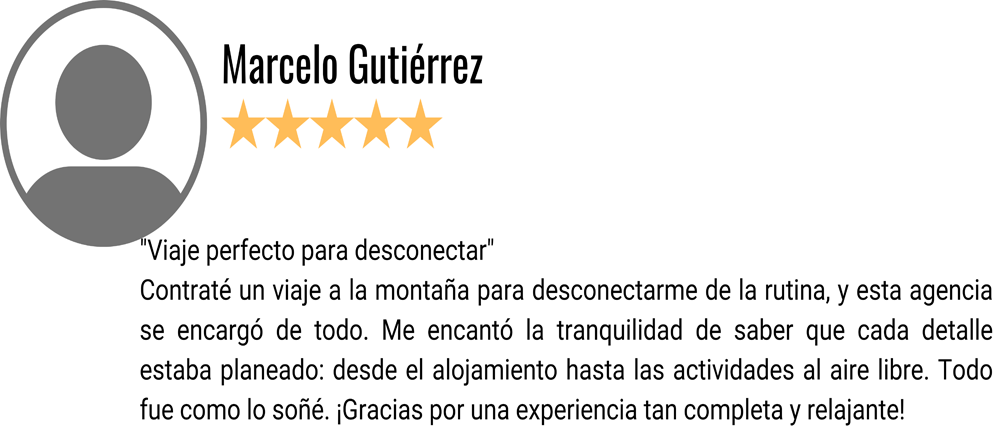 Marcelo Gutiérrez
"Viaje perfecto para desconectar"
Contraté un viaje a la montaña para desconectarme de la rutina, y esta agencia
se encargó de todo. Me encantó la tranquilidad de saber que cada detalle
estaba planeado: desde el alojamiento hasta las actividades al aire libre. Todo
fue como lo soñé. ¡Gracias por una experiencia tan completa y relajante!